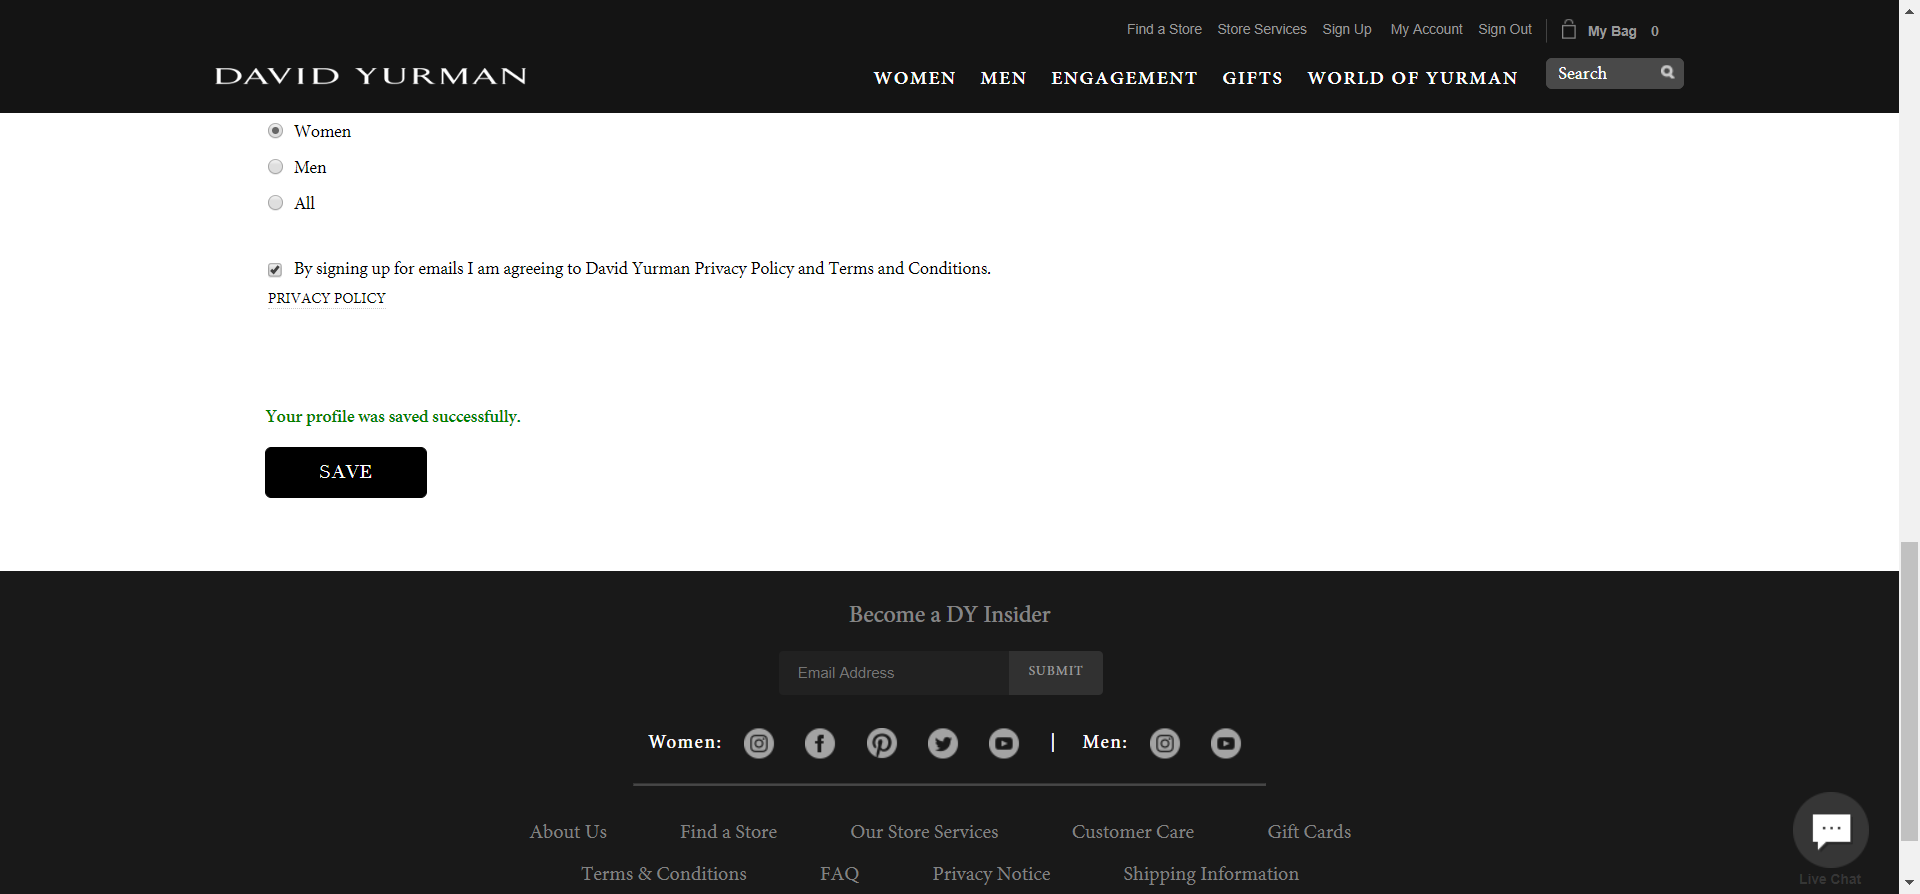 Find a Store Store Services Sign Up My Account Sign Out My Bag 0
DAVID YURMAN WOMEN MEN ENGAGEMENT GIFTS WORLD OF YURMAN Search
Women
Men
All
By signing up for emails I am agreeing to David Yurman Privacy Policy and Terms and Conditions.
PRIVACY POLICY
Your profile was saved successfully.
SAVE
Become a DY Insider
Email Address SUBMIT
Women: | Men:
About Us Find a Store Our Store Services Customer Care Gift Cards
Terms & Conditions FAQ Privacy Notice Shipping Information
Live Chat